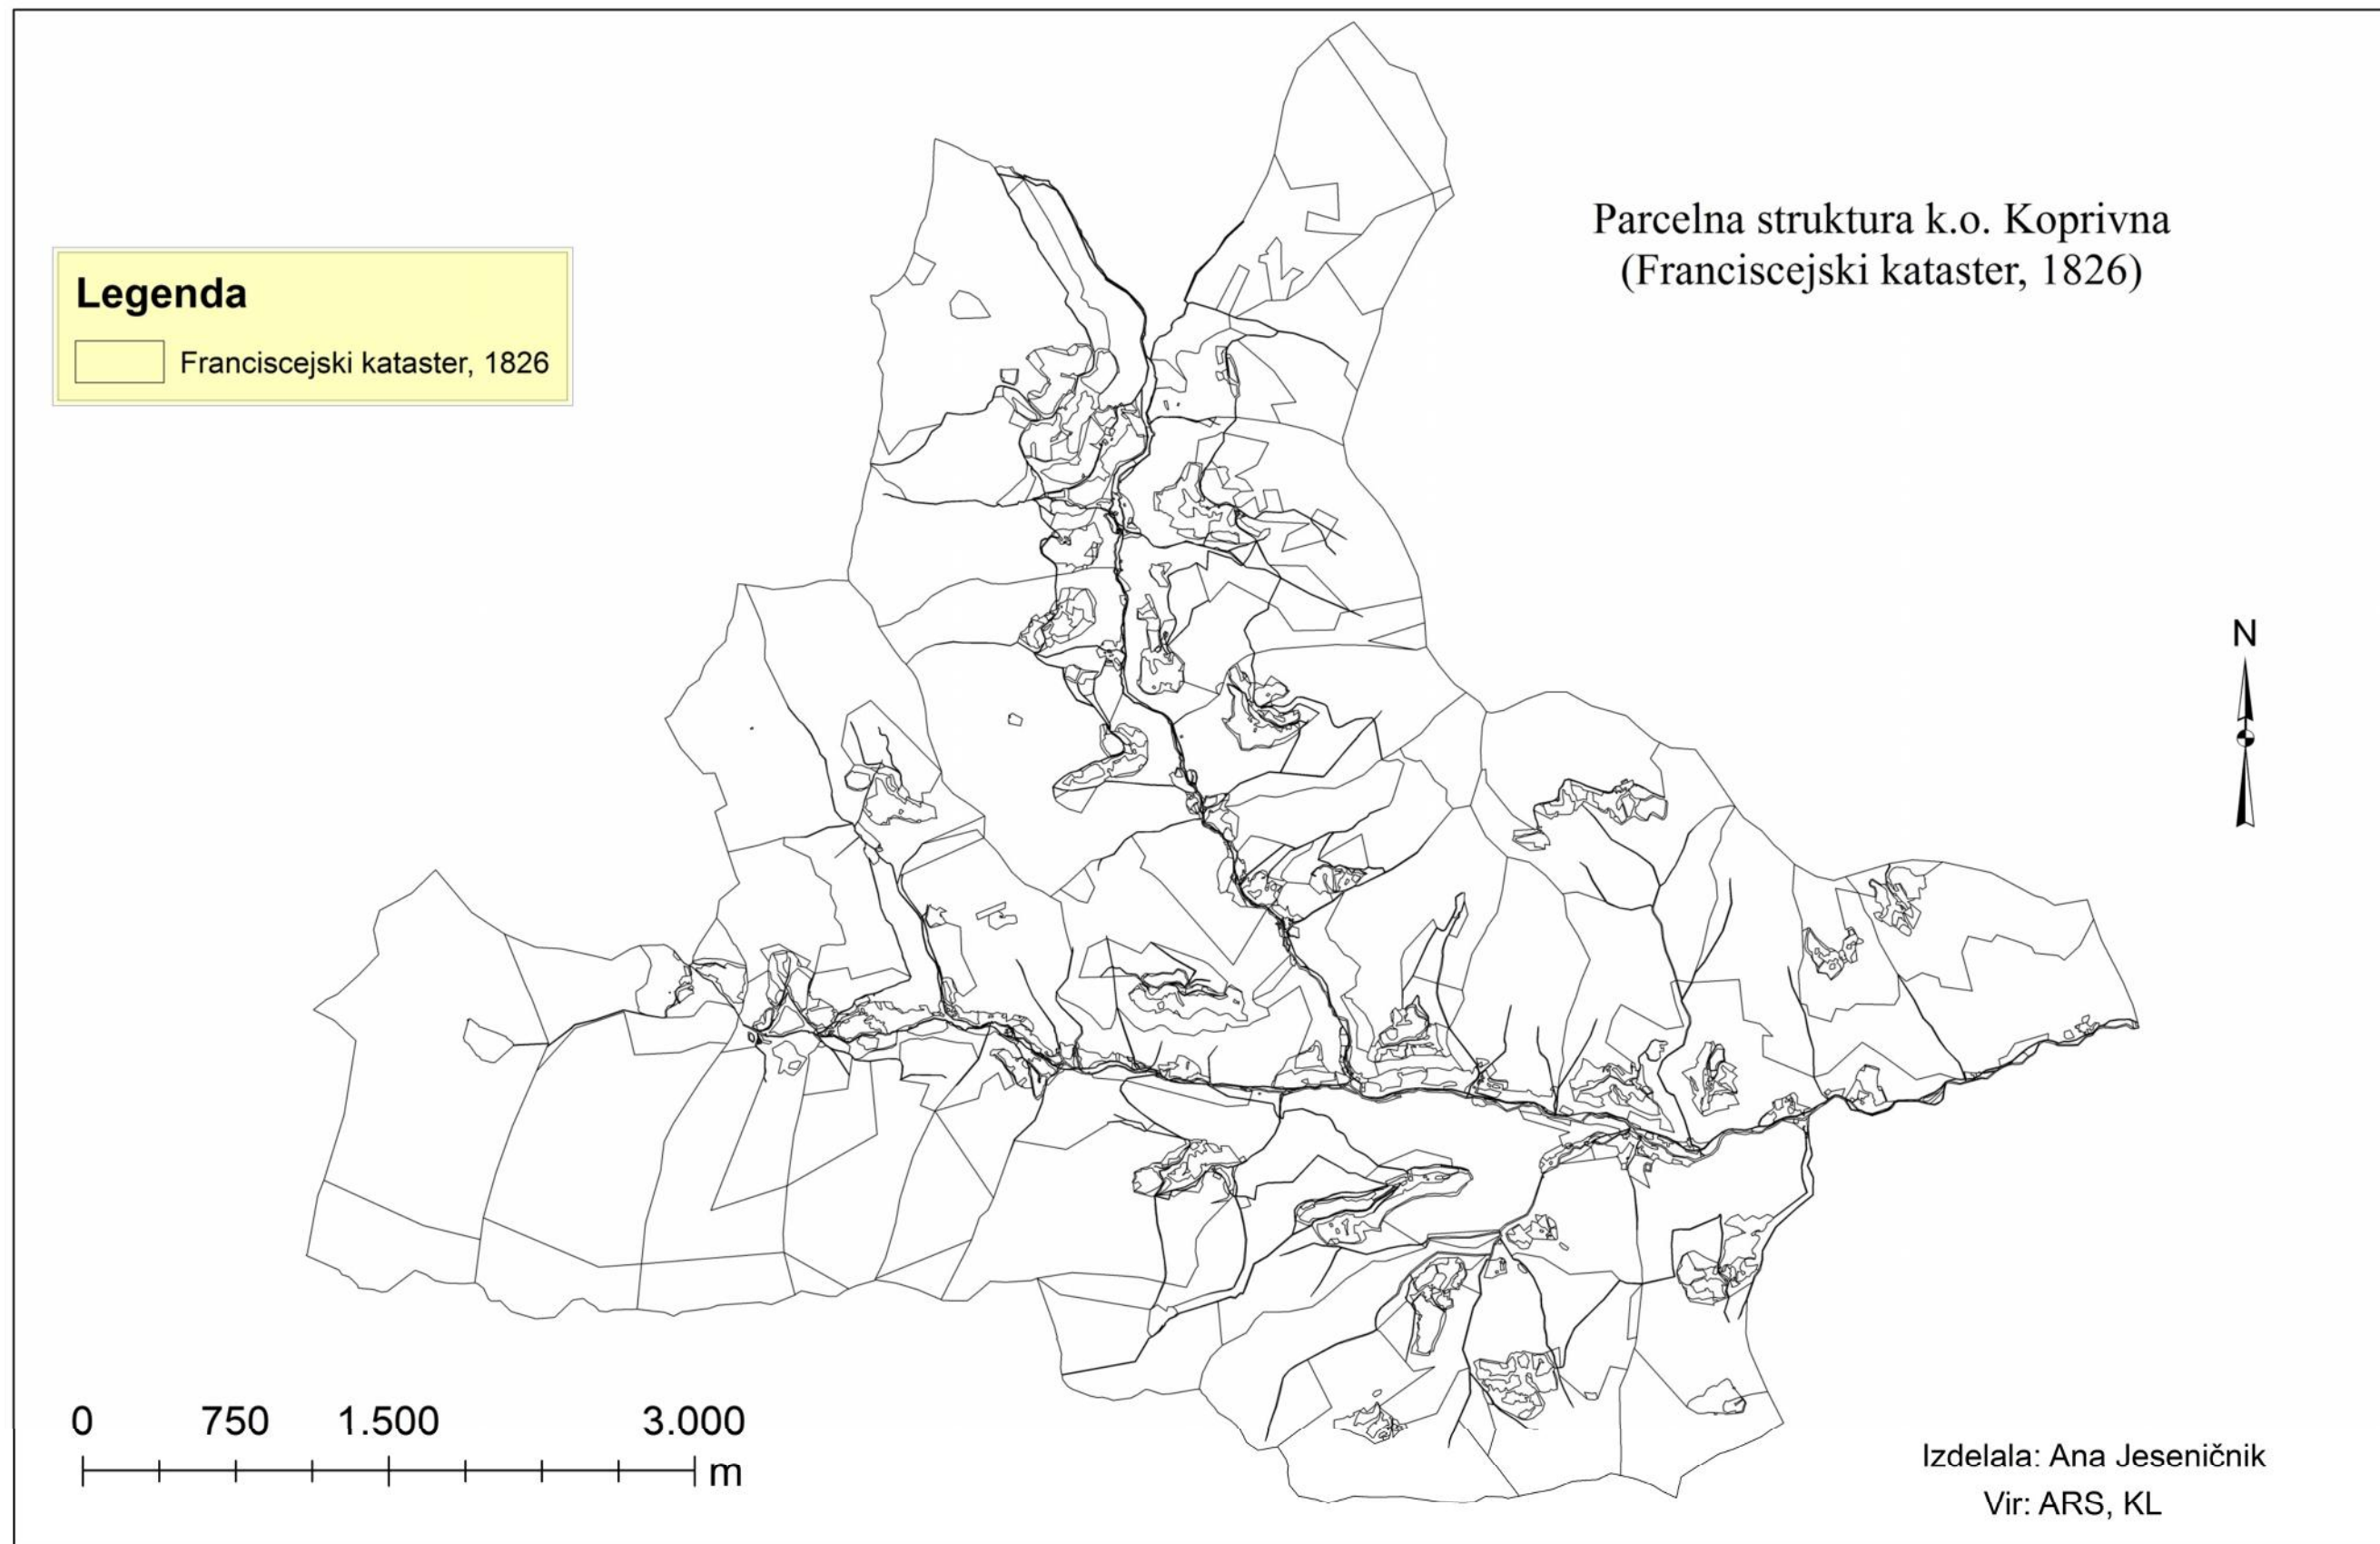 Parcelna struktura k.o. Koprivna
(Franciscejski kataster, 1826)
Legenda
Franciscejski kataster, 1826
N
0 750 1.500 3.000
m
Izdelala: Ana Jeseničnik
Vir: ARS, KL